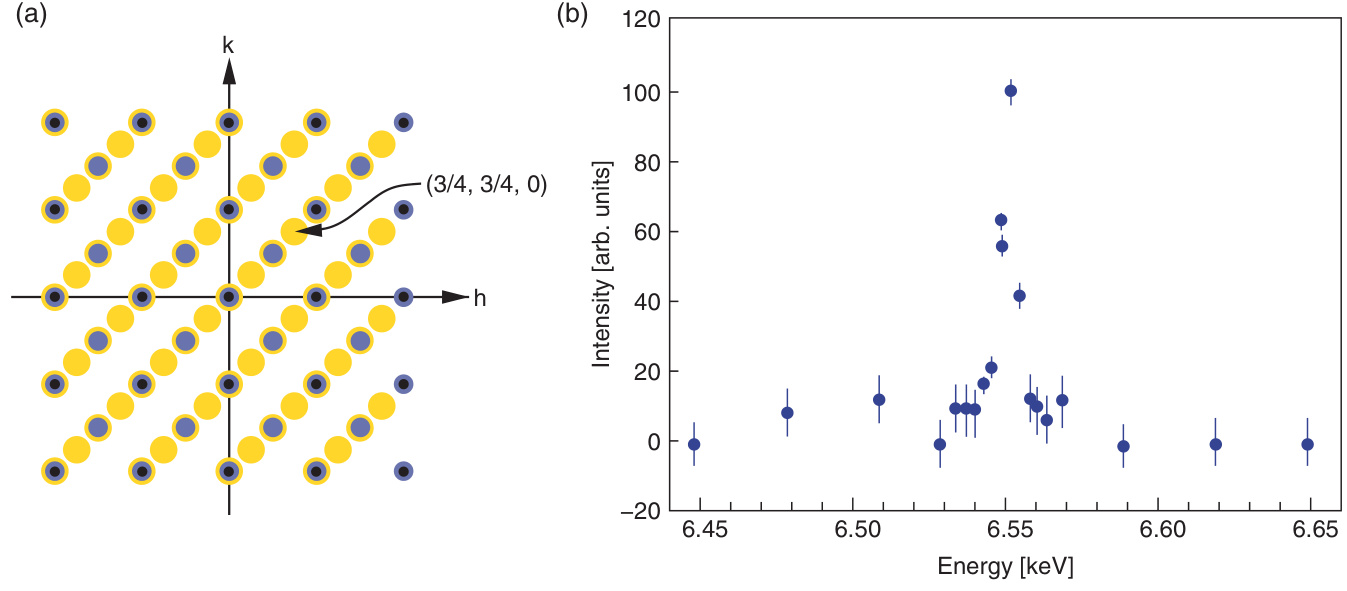 (a)
k
(3/4, 3/4, 0)
h
(b)
120
100
80
60
40
20
0
–20
Intensity [arb. units]
6.45 6.50 6.55 6.60 6.65
Energy [keV]